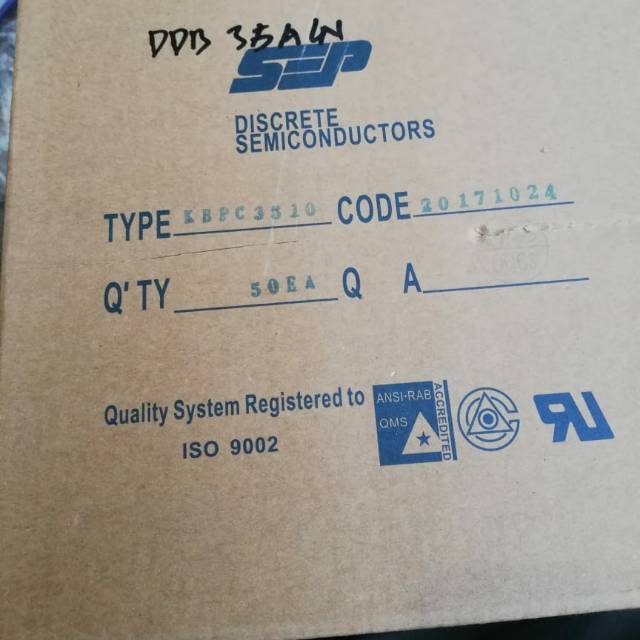 DDB 35A 4N
SEP
DISCRETE
SEMICONDUCTORS
TYPE KBPC3510 CODE 20171024
Q'TY 50EA Q A
Quality System Registered to
ISO 9002
ANSI-RAB
QMS
ACCREDITED
RU